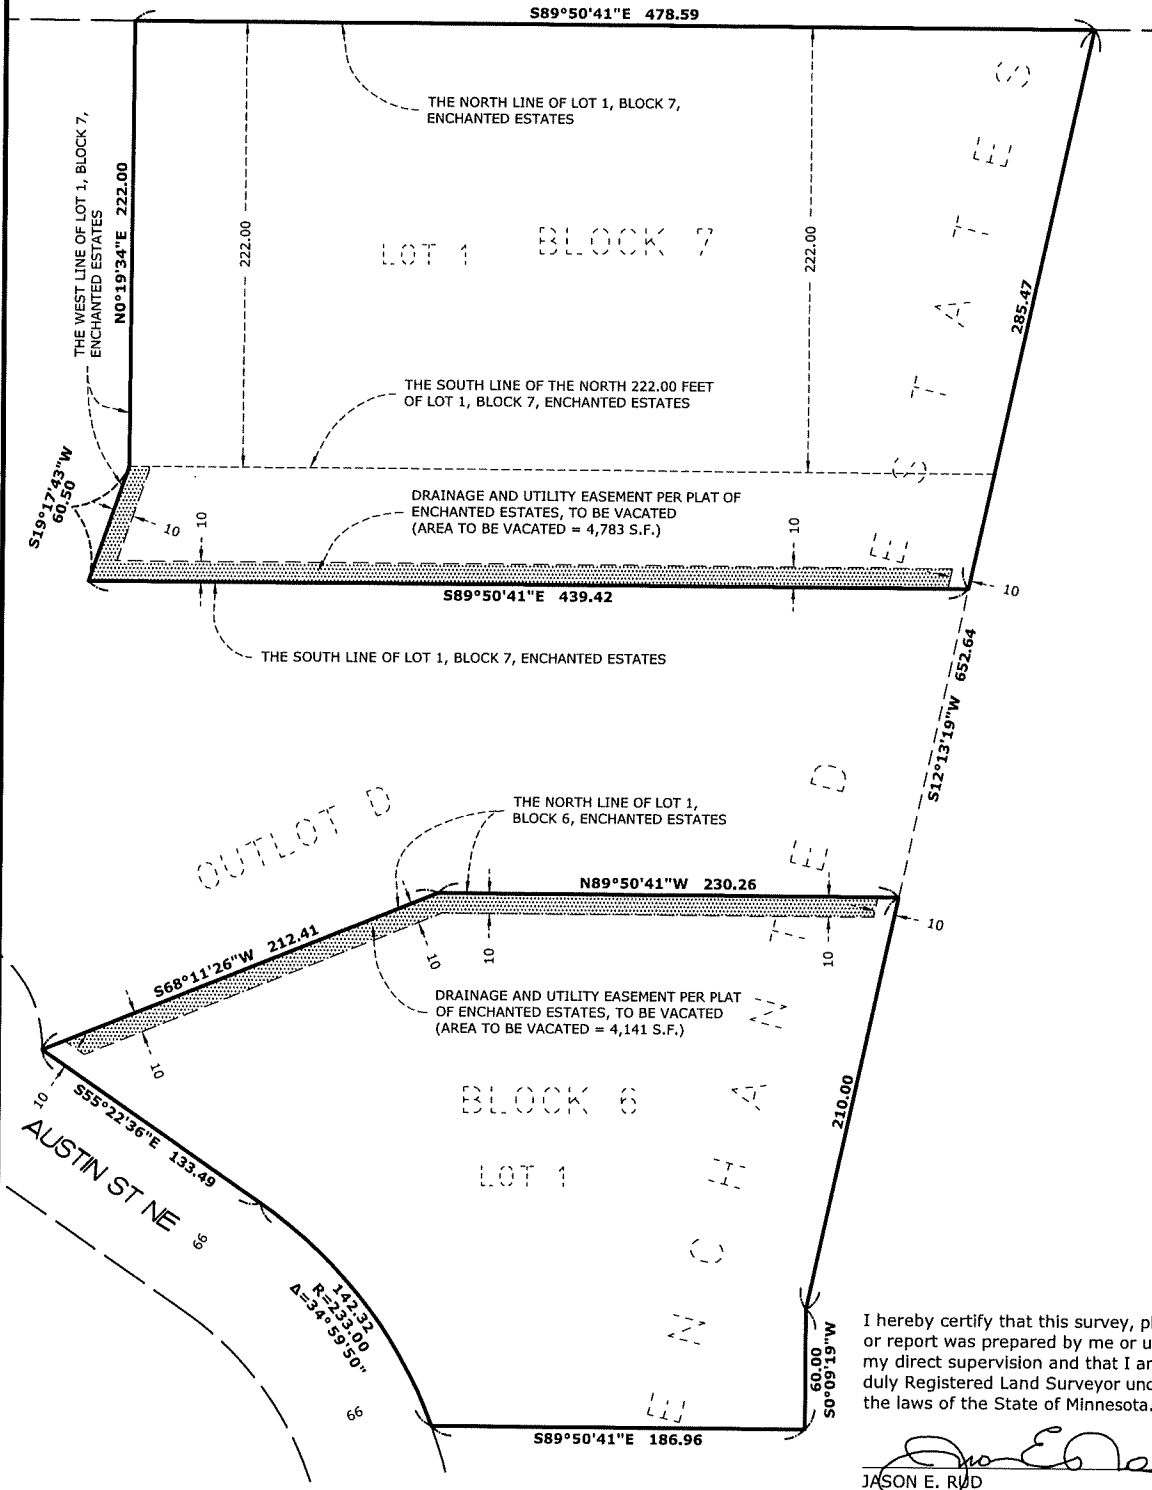 S89°50'41"E 478.59
THE NORTH LINE OF LOT 1, BLOCK 7,
ENCHANTED ESTATES
THE WEST LINE OF LOT 1, BLOCK 7,
ENCHANTED ESTATES
N0°19'34"E 222.00
222.00
LOT 1 BLOCK 7
222.00
285.47
THE SOUTH LINE OF THE NORTH 222.00 FEET
OF LOT 1, BLOCK 7, ENCHANTED ESTATES
S19°17'43"W
60.50
DRAINAGE AND UTILITY EASEMENT PER PLAT OF
ENCHANTED ESTATES, TO BE VACATED
(AREA TO BE VACATED = 4,783 S.F.)
10
10
10
10
S89°50'41"E 439.42
THE SOUTH LINE OF LOT 1, BLOCK 7, ENCHANTED ESTATES
S12°13'19"W 652.64
OUTLOT D
THE NORTH LINE OF LOT 1,
BLOCK 6, ENCHANTED ESTATES
N89°50'41"W 230.26
10
S68°11'26"W 212.41
10
10
10
DRAINAGE AND UTILITY EASEMENT PER PLAT
OF ENCHANTED ESTATES, TO BE VACATED
(AREA TO BE VACATED = 4,141 S.F.)
10
10
S55°22'36"E 133.49
BLOCK 6
LOT 1
210.00
AUSTIN ST NE
66
142.32
R=233.00
Δ=34°59'50"
66
ENCHANTED ESTATES
60.00
S0°09'19"W
S89°50'41"E 186.96
I hereby certify that this survey,
or report was prepared by me or
my direct supervision and that I
duly Registered Land Surveyor
the laws of the State of Minnesota.
JASON E. RUD